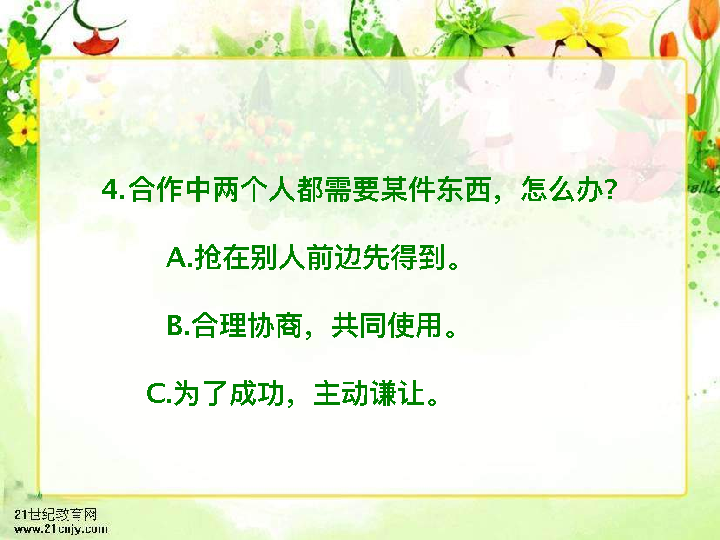 4.合作中两个人都需要某件东西，怎么办?
A.抢在别人前边先得到。
B.合理协商，共同使用。
C.为了成功，主动谦让。
21世纪教育网
www.21cnjy.com